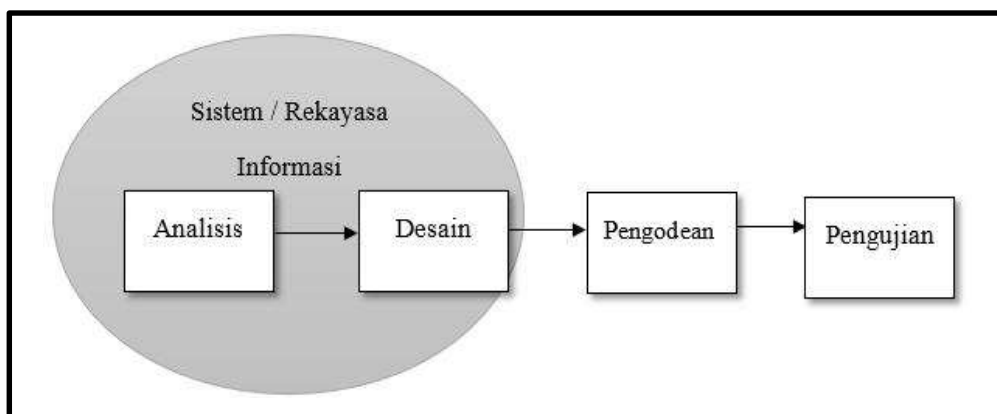 Sistem / Rekayasa
Informasi
Analisis
Desain
Pengodean
Pengujian